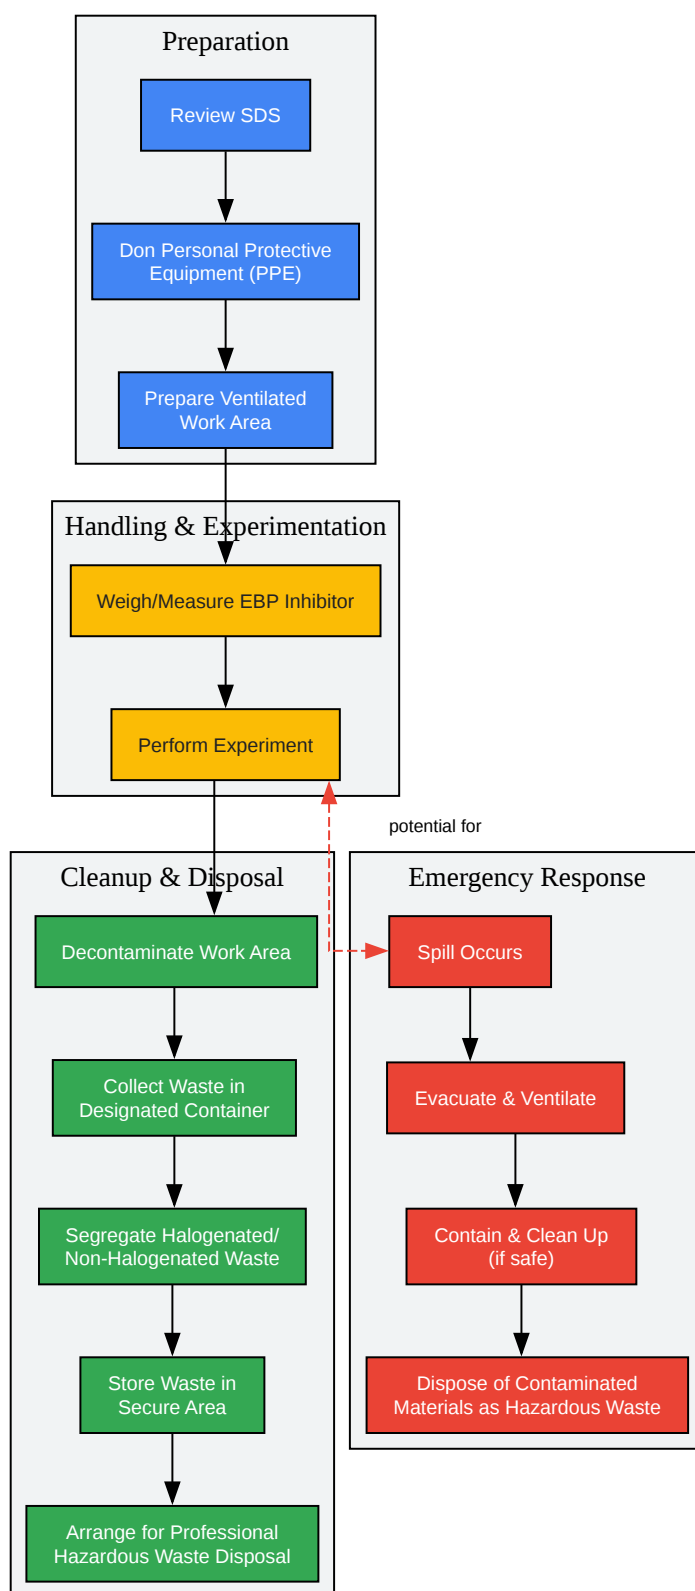 Preparation
Review SDS
Don Personal Protective
Equipment (PPE)
Prepare Ventilated
Work Area
Handling & Experimentation
Weigh/Measure EBP Inhibitor
Perform Experiment
potential for
Cleanup & Disposal
Decontaminate Work Area
Collect Waste in
Designated Container
Segregate Halogenated/
Non-Halogenated Waste
Store Waste in
Secure Area
Arrange for Professional
Hazardous Waste Disposal
Emergency Response
Spill Occurs
Evacuate & Ventilate
Contain & Clean Up
(if safe)
Dispose of Contaminated
Materials as Hazardous Waste